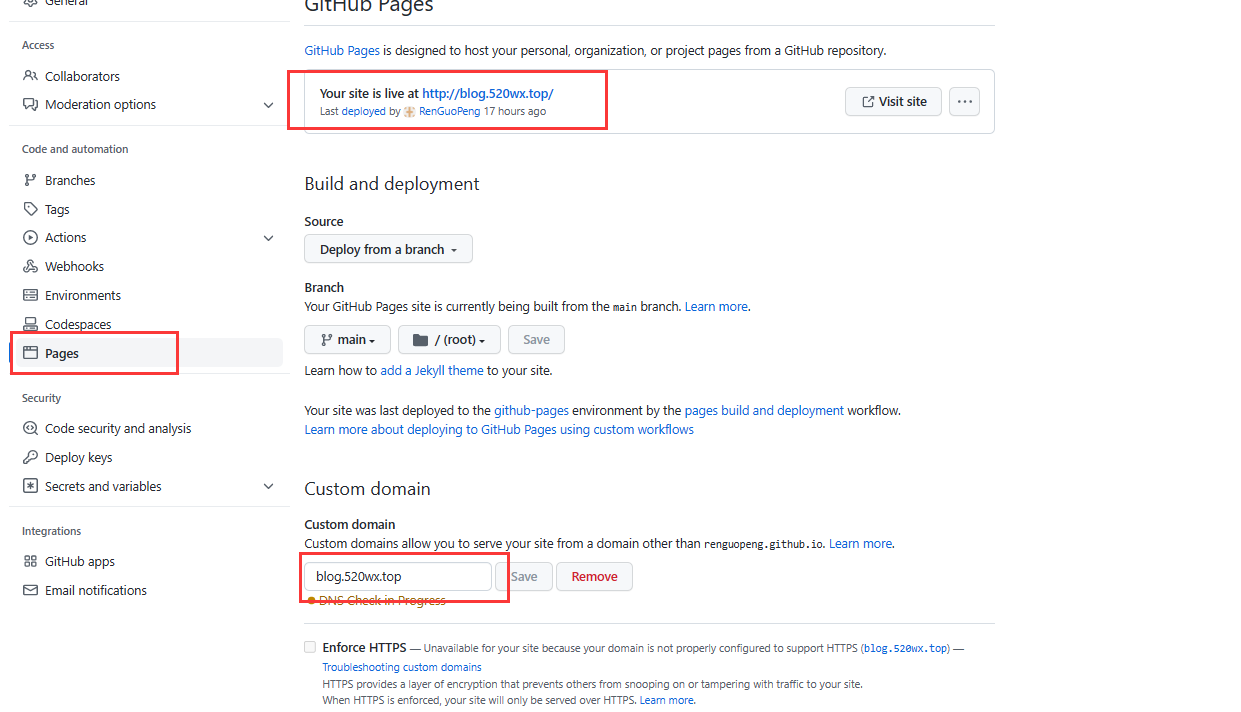 General
Access
Collaborators
Moderation options
Code and automation
Branches
Tags
Actions
Webhooks
Environments
Codespaces
Pages
Security
Code security and analysis
Deploy keys
Secrets and variables
Integrations
GitHub apps
Email notifications
GitHub Pages
GitHub Pages is designed to host your personal, organization, or project pages from a GitHub repository.
Your site is live at http://blog.520wx.top/
Last deployed by RenGuoPeng 17 hours ago
Visit site
Build and deployment
Source
Deploy from a branch
Branch
Your GitHub Pages site is currently being built from the main branch. Learn more.
main / (root) Save
Learn how to add a Jekyll theme to your site.
Your site was last deployed to the github-pages environment by the pages build and deployment workflow.
Learn more about deploying to GitHub Pages using custom workflows
Custom domain
Custom domain
Custom domains allow you to serve your site from a domain other than renguopeng.github.io. Learn more.
blog.520wx.top Save Remove
DNS Check in Progress
Enforce HTTPS — Unavailable for your site because your domain is not properly configured to support HTTPS (blog.520wx.top) —
Troubleshooting custom domains
HTTPS provides a layer of encryption that prevents others from snooping on or tampering with traffic to your site.
When HTTPS is enforced, your site will only be served over HTTPS. Learn more.